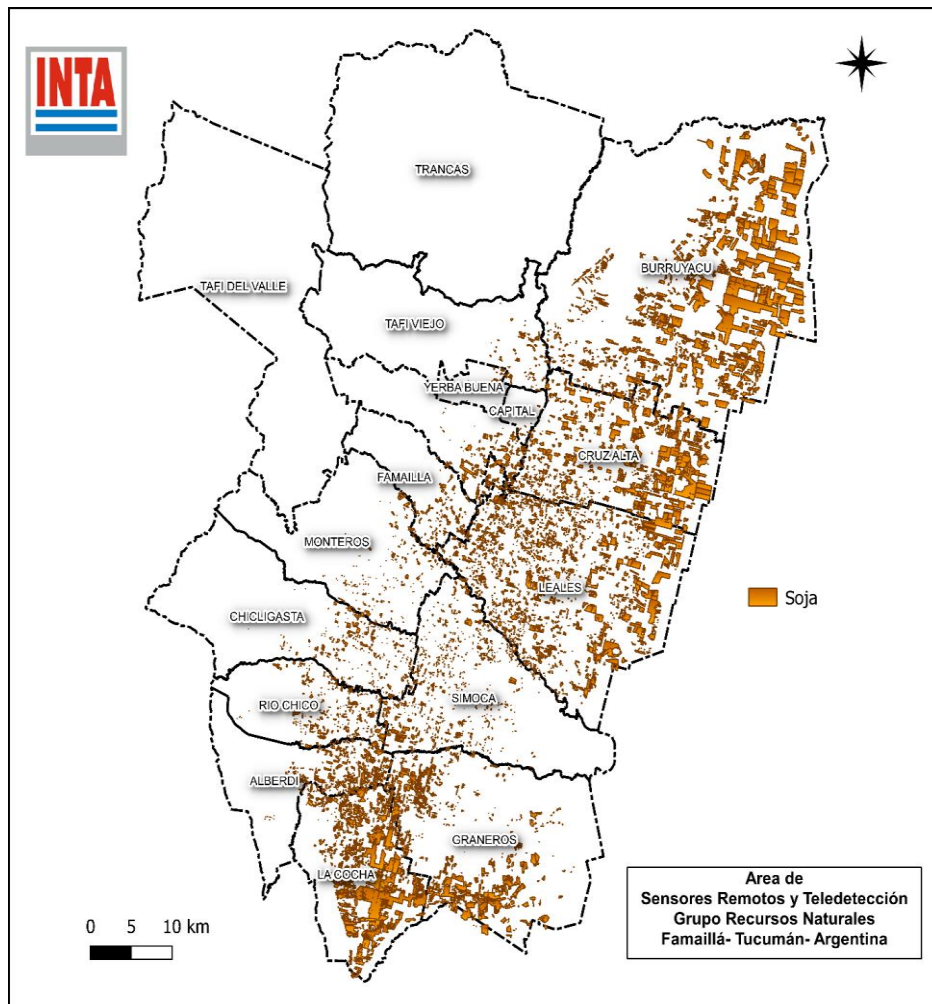 INTA
TRANCAS
BURRUYACU
TAFI DEL VALLE
TAFI VIEJO
YERBA BUENA
CAPITAL
CRUZ ALTA
FAMAILLA
MONTEROS
LEALES
Soja
CHICLIGASTA
SIMOCA
RIO CHICO
ALBERDI
GRANEROS
LA COCHA
0 5 10 km
Area de
Sensores Remotos y Teledetección
Grupo Recursos Naturales
Famaillá- Tucumán- Argentina